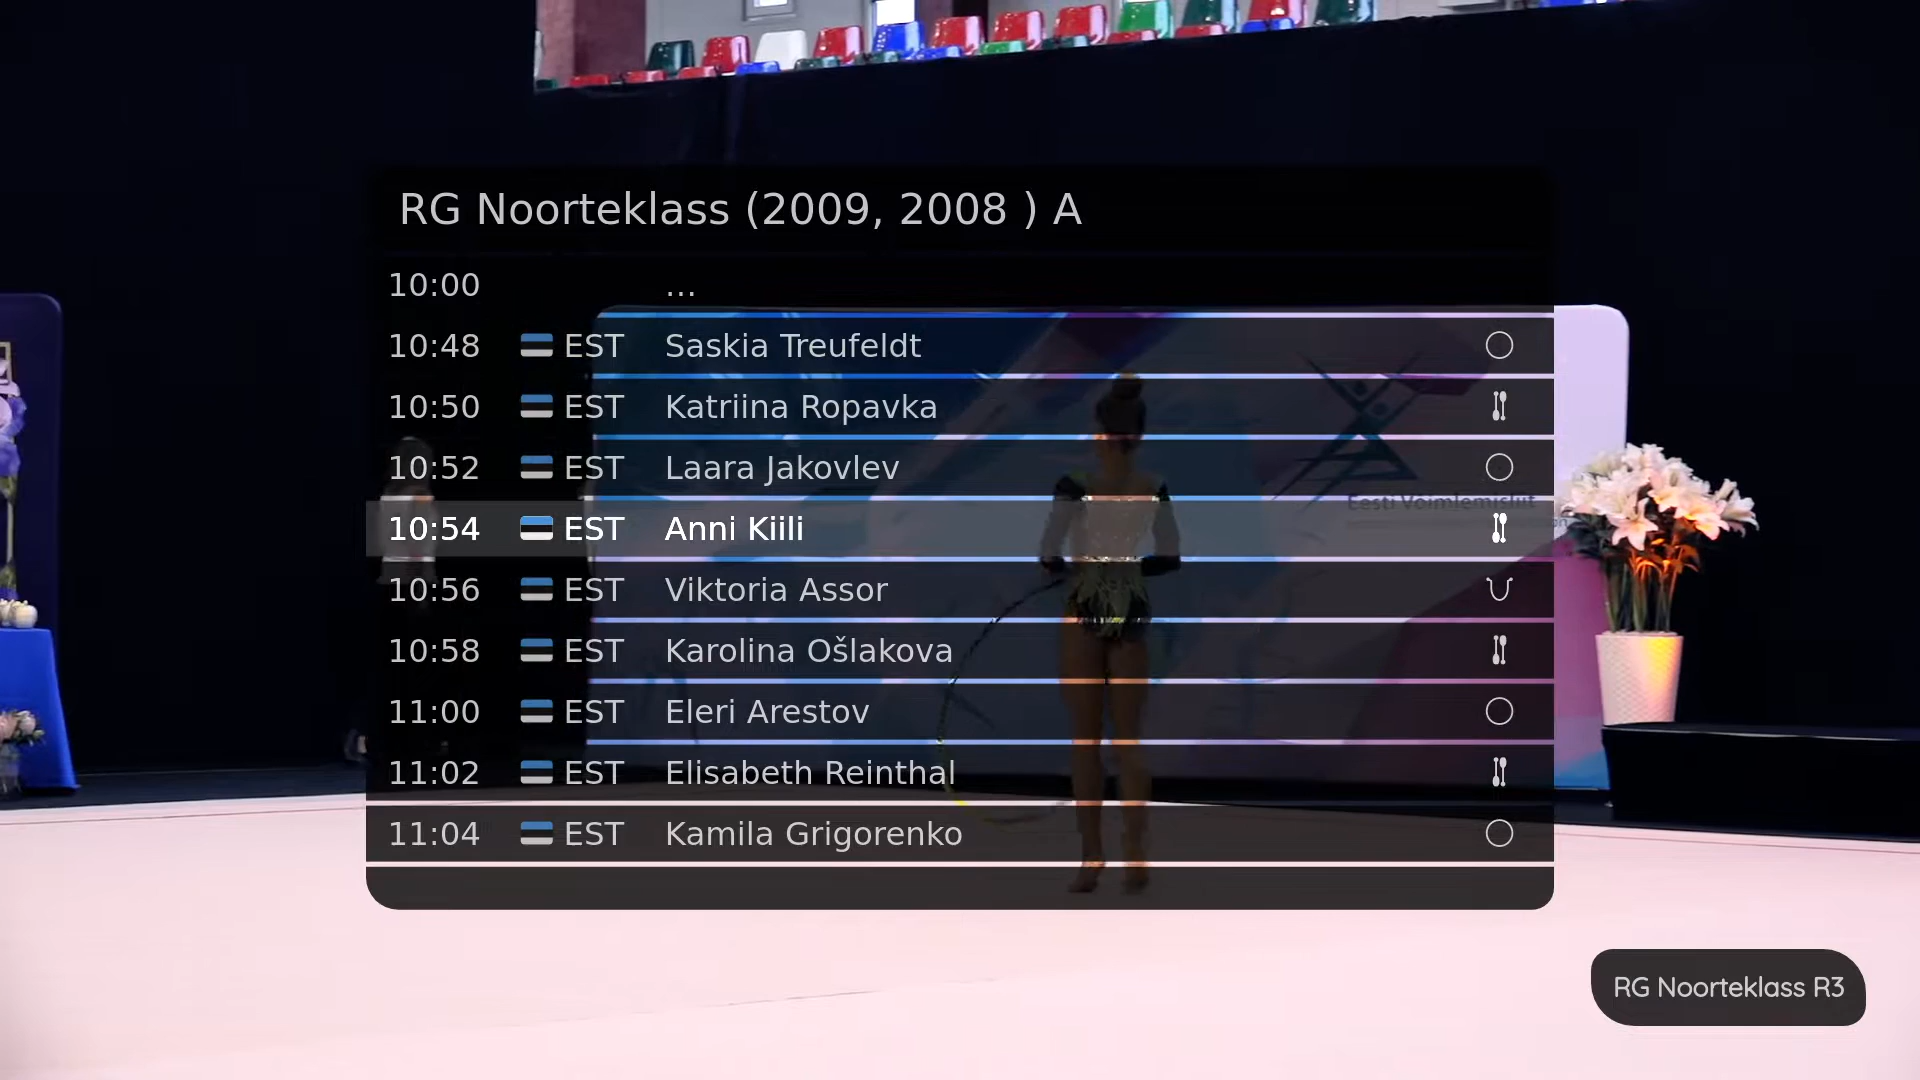 RG Noorteklass (2009, 2008 ) A
10:00 ...
10:48 EST Saskia Treufeldt
10:50 EST Katriina Ropavka
10:52 EST Laara Jakovlev
Eesti Võimlemisliit
10:54 EST Anni Kiili
10:56 EST Viktoria Assor
10:58 EST Karolina Ošlakova
11:00 EST Eleri Arestov
11:02 EST Elisabeth Reinthal
11:04 EST Kamila Grigorenko
RG Noorteklass R3